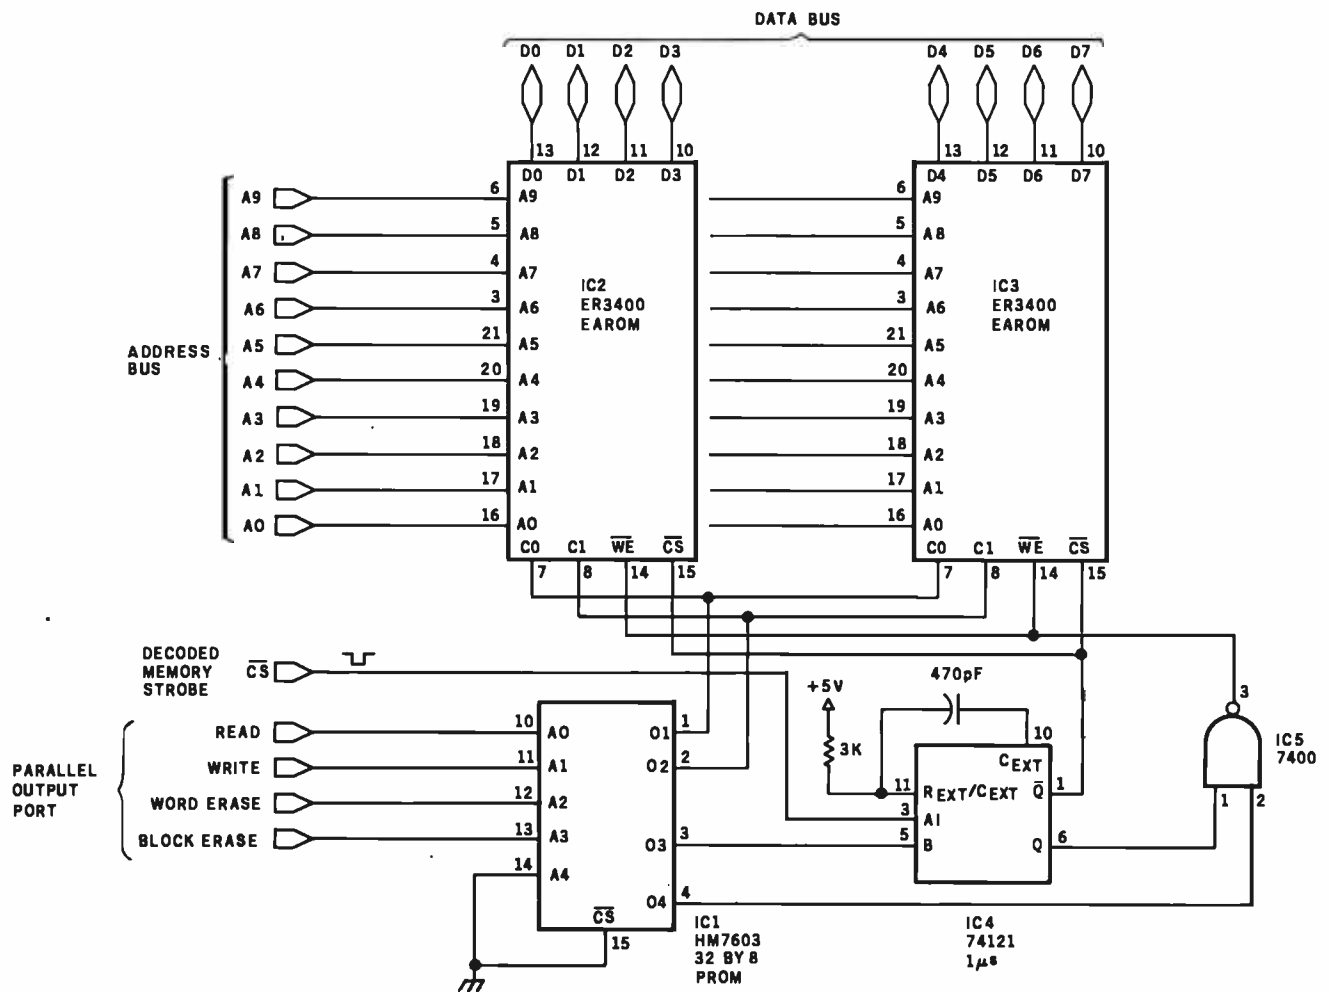 DATA BUS
D0 D1 D2 D3 D4 D5 D6 D7
13 12 11 10 13 12 11 10
D0 D1 D2 D3 D4 D5 D6 D7
A9 6 A9 6 A9
A8 5 A8 5 A8
A7 4 A7 4 A7
A6 3 A6 3 A6
A5 21 A5 21 A5
A4 20 A4 20 A4
A3 19 A3 19 A3
A2 18 A2 18 A2
A1 17 A1 17 A1
A0 16 A0 16 A0
ADDRESS
BUS
IC2
ER3400
EAROM
IC3
ER3400
EAROM
C0 C1 W̅E̅ C̅S̅ C0 C1 W̅E̅ C̅S̅
7 8 14 15 7 8 14 15
DECODED
MEMORY
STROBE
C̅S̅
PARALLEL
OUTPUT
PORT
READ 10 A0 O1 1
WRITE 11 A1 O2 2
WORD ERASE 12 A2
BLOCK ERASE 13 A3 O3 3
14 A4 O4 4
C̅S̅
15
IC1
HM7603
32 BY 8
PROM
+5V
3K
470pF
10
CEXT
11 REXT/CEXT Q̅ 1
3 A1
5 B Q 6
IC4
74121
1μs
3
IC5
7400
1 2